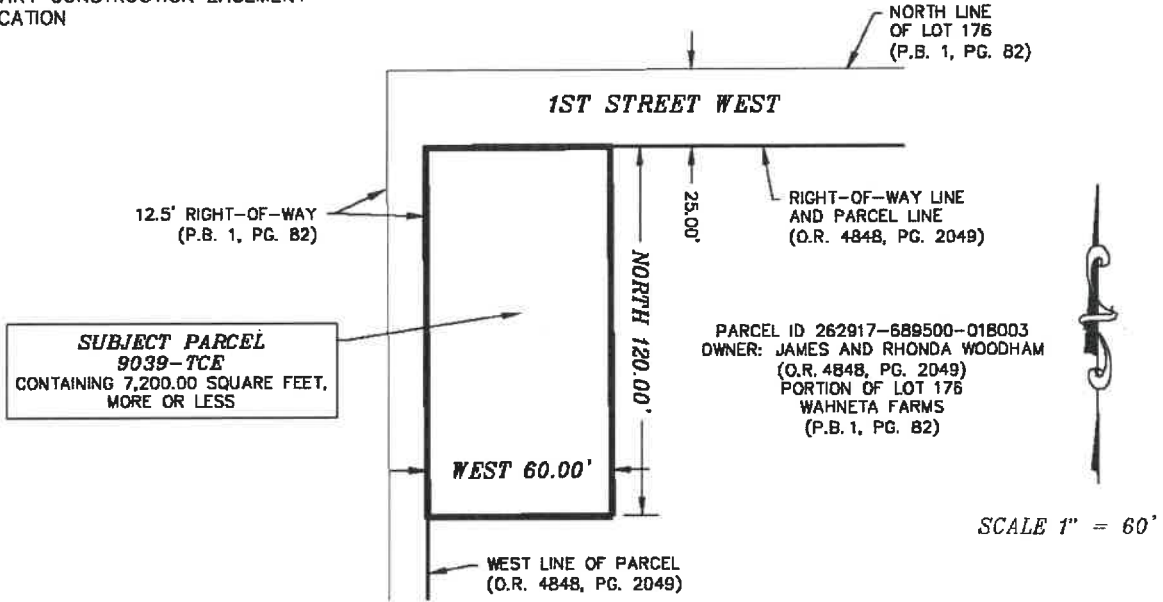 CONSTRUCTION EASEMENT
NORTH LINE
OF LOT 176
(P.B. 1, PG. 82)
1ST STREET WEST
12.5' RIGHT-OF-WAY
(P.B. 1, PG. 82)
25.00'
RIGHT-OF-WAY LINE
AND PARCEL LINE
(O.R. 4848, PG. 2049)
NORTH 120.00'
SUBJECT PARCEL
9039-TCE
CONTAINING 7,200.00 SQUARE FEET,
MORE OR LESS
PARCEL ID 262917-689500-018003
OWNER: JAMES AND RHONDA WOODHAM
(O.R. 4848, PG. 2049)
PORTION OF LOT 176
WAHNETA FARMS
(P.B. 1, PG. 82)
WEST 60.00'
SCALE 1" = 60'
WEST LINE OF PARCEL
(O.R. 4848, PG. 2049)